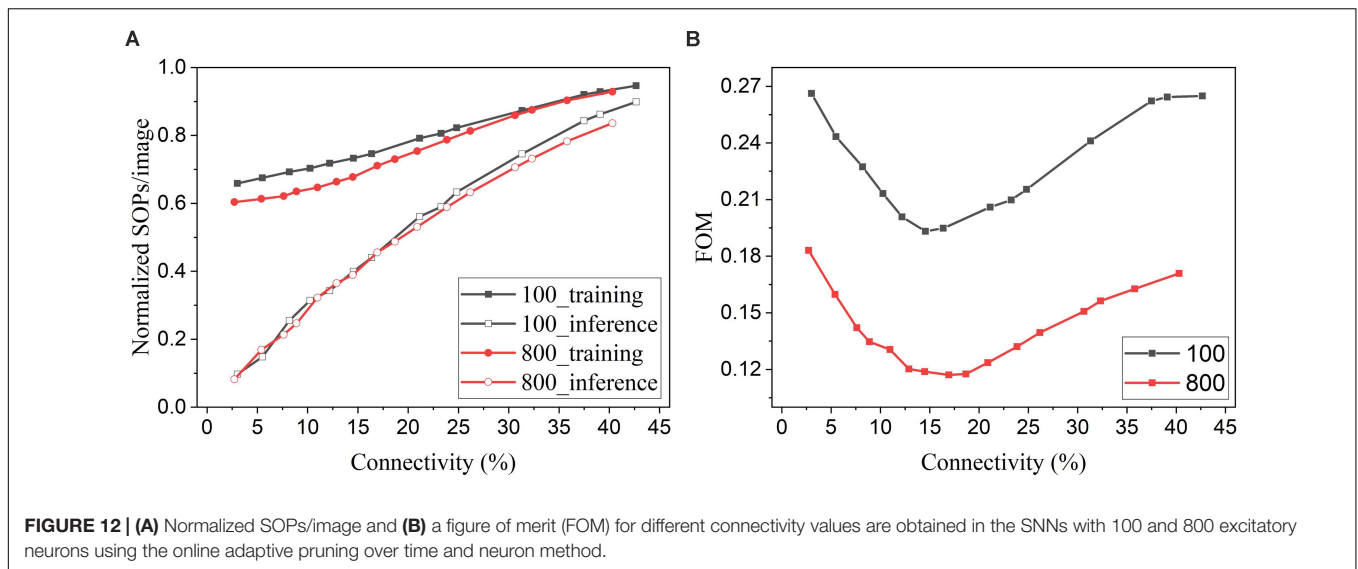 A
B
1.0
0.8
0.6
0.4
0.2
0.0
Normalized SOPs/image
100_training
100_inference
800_training
800_inference
0 5 10 15 20 25 30 35 40 45
Connectivity (%)
0.27
0.24
0.21
0.18
0.15
0.12
FOM
100
800
0 5 10 15 20 25 30 35 40 45
Connectivity (%)
FIGURE 12 | (A) Normalized SOPs/image and (B) a figure of merit (FOM) for different connectivity values are obtained in the SNNs with 100 and 800 excitatory
neurons using the online adaptive pruning over time and neuron method.